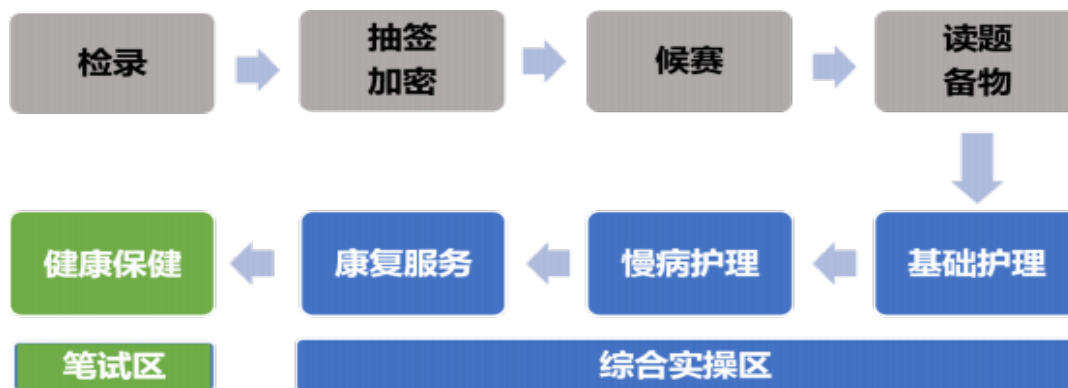 检录
抽签
加密
候赛
读题
备物
健康保健
康复服务
慢病护理
基础护理
笔试区
综合实操区